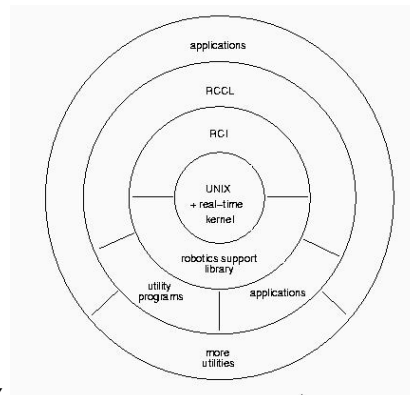 applications
RCCL
RCI
UNIX
+ real-time
kernel
robotics support
library
utility
programs
applications
more
utilities